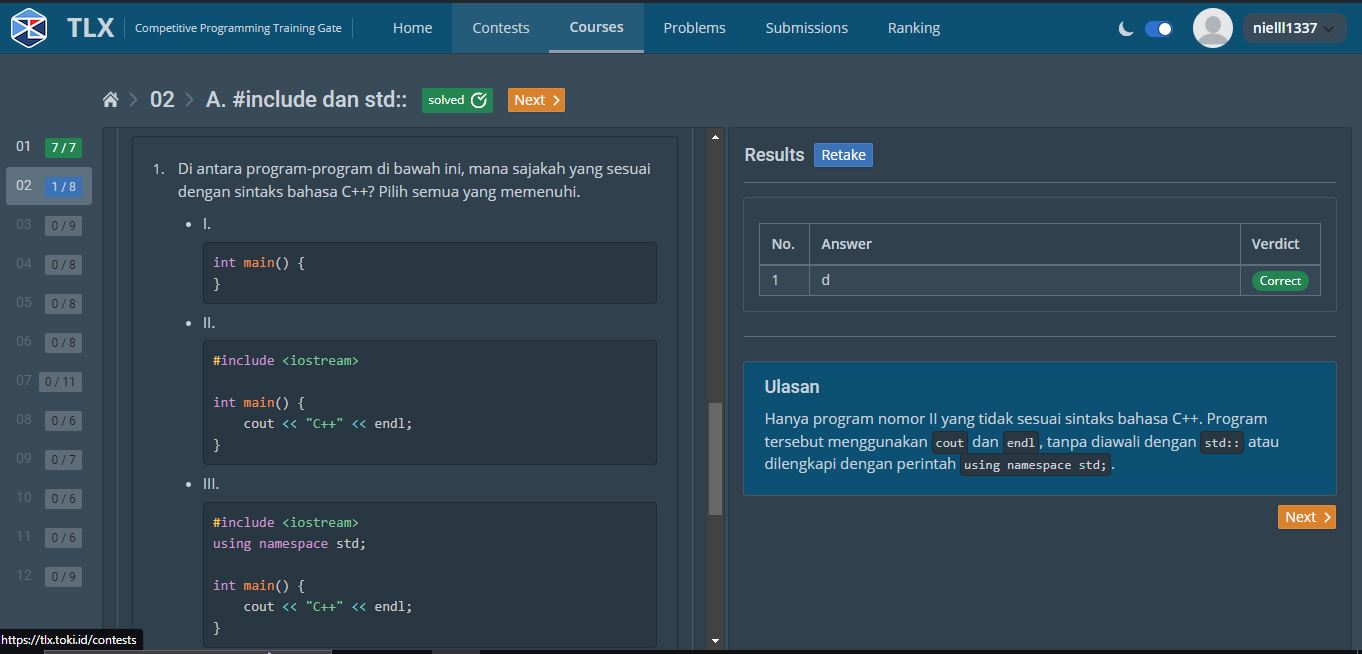 TLX
Competitive Programming Training Gate
Home
Contests
Courses
Problems
Submissions
Ranking
nielll1337
02
A. #include dan std::
solved
Next
01 7 / 7
02 1 / 8
03 0 / 9
04 0 / 8
05 0 / 8
06 0 / 8
07 0 / 11
08 0 / 6
09 0 / 7
10 0 / 6
11 0 / 6
12 0 / 9
1. Di antara program-program di bawah ini, mana sajakah yang sesuai
dengan sintaks bahasa C++? Pilih semua yang memenuhi.
• I.
int main() {
}
• II.
#include <iostream>
int main() {
    cout << "C++" << endl;
}
• III.
#include <iostream>
using namespace std;
int main() {
    cout << "C++" << endl;
}
Results
Retake
No. Answer Verdict
1 d Correct
Ulasan
Hanya program nomor II yang tidak sesuai sintaks bahasa C++. Program
tersebut menggunakan cout dan endl, tanpa diawali dengan std:: atau
dilengkapi dengan perintah using namespace std;.
Next
https://tlx.toki.id/contests